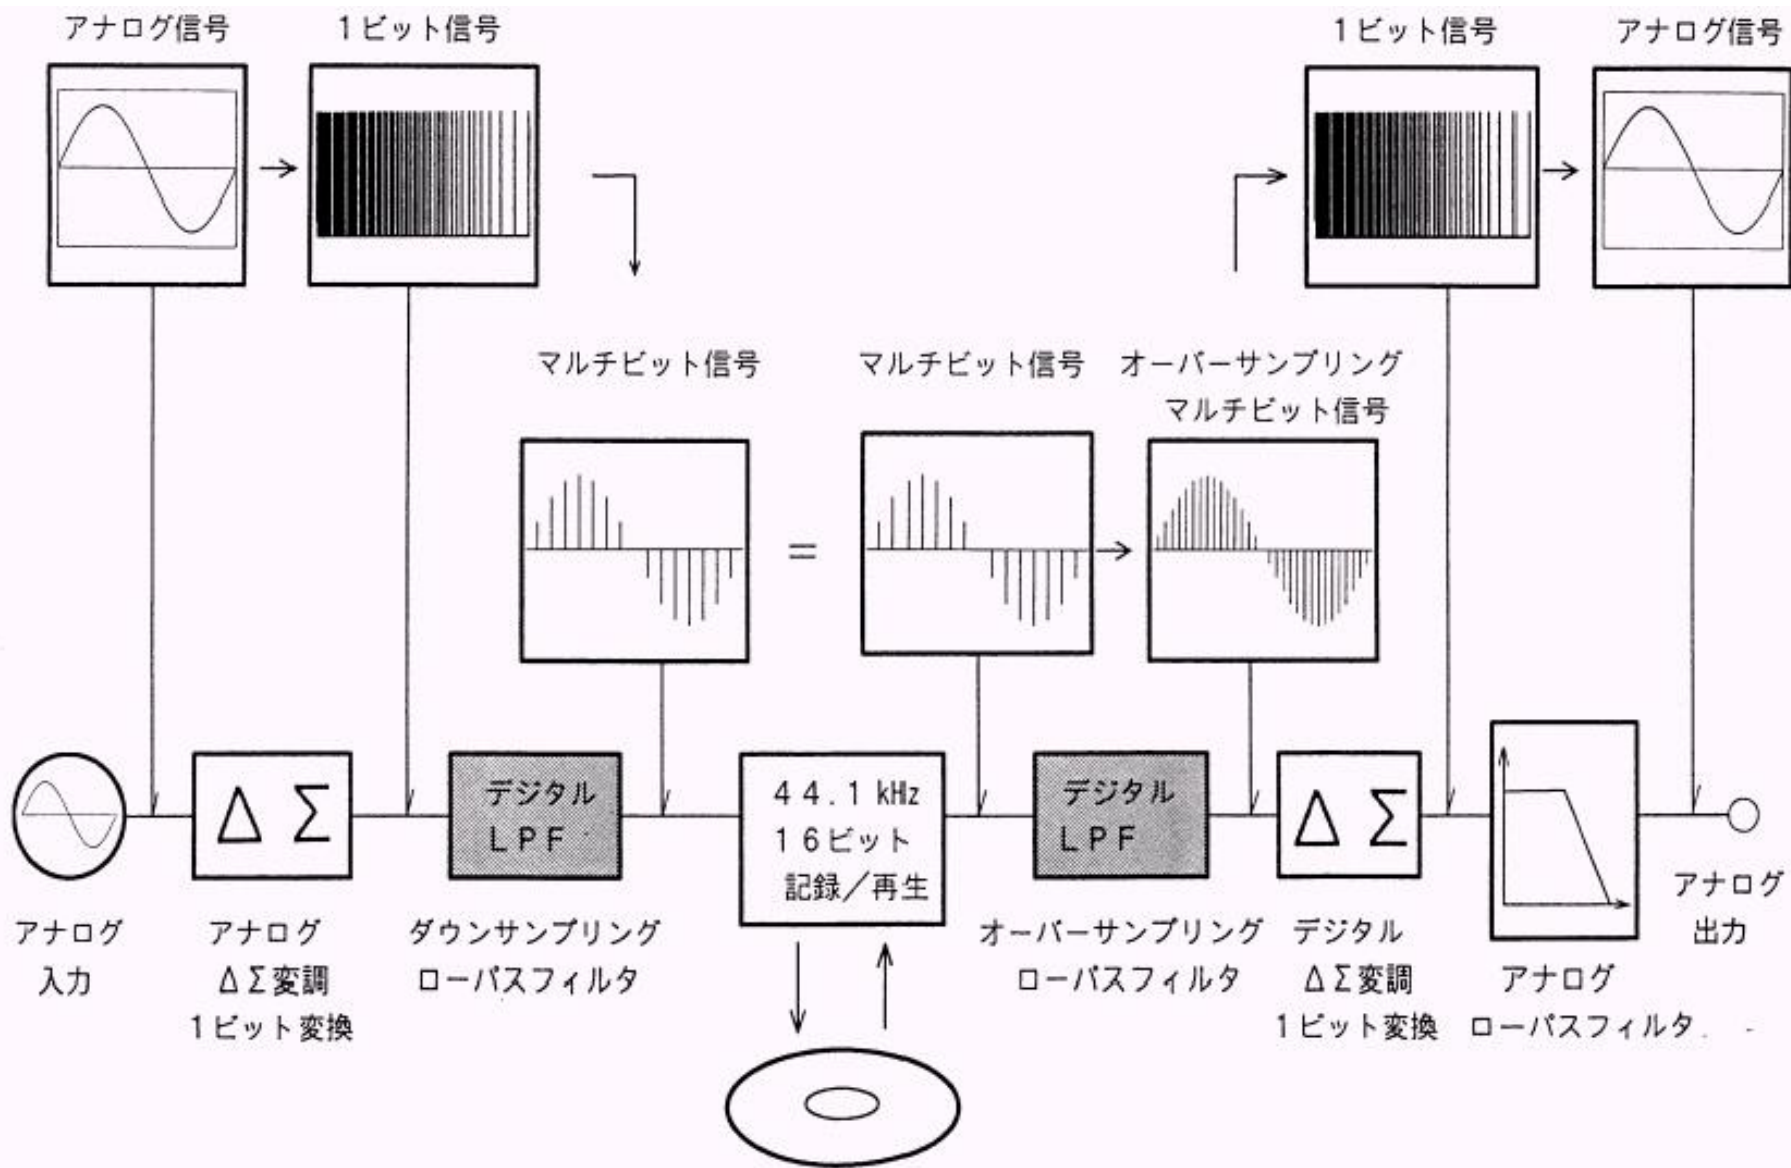 アナログ信号
１ビット信号
１ビット信号
アナログ信号
マルチビット信号
マルチビット信号
オーバーサンプリング
マルチビット信号
＝
ΔΣ
デジタル
ＬＰＦ
４４.１kHz
１６ビット
記録／再生
デジタル
ＬＰＦ
ΔΣ
アナログ
入力
アナログ
ΔΣ変調
１ビット変換
ダウンサンプリング
ローパスフィルタ
オーバーサンプリング
ローパスフィルタ
デジタル
ΔΣ変調
１ビット変換
アナログ
ローパスフィルタ
アナログ
出力